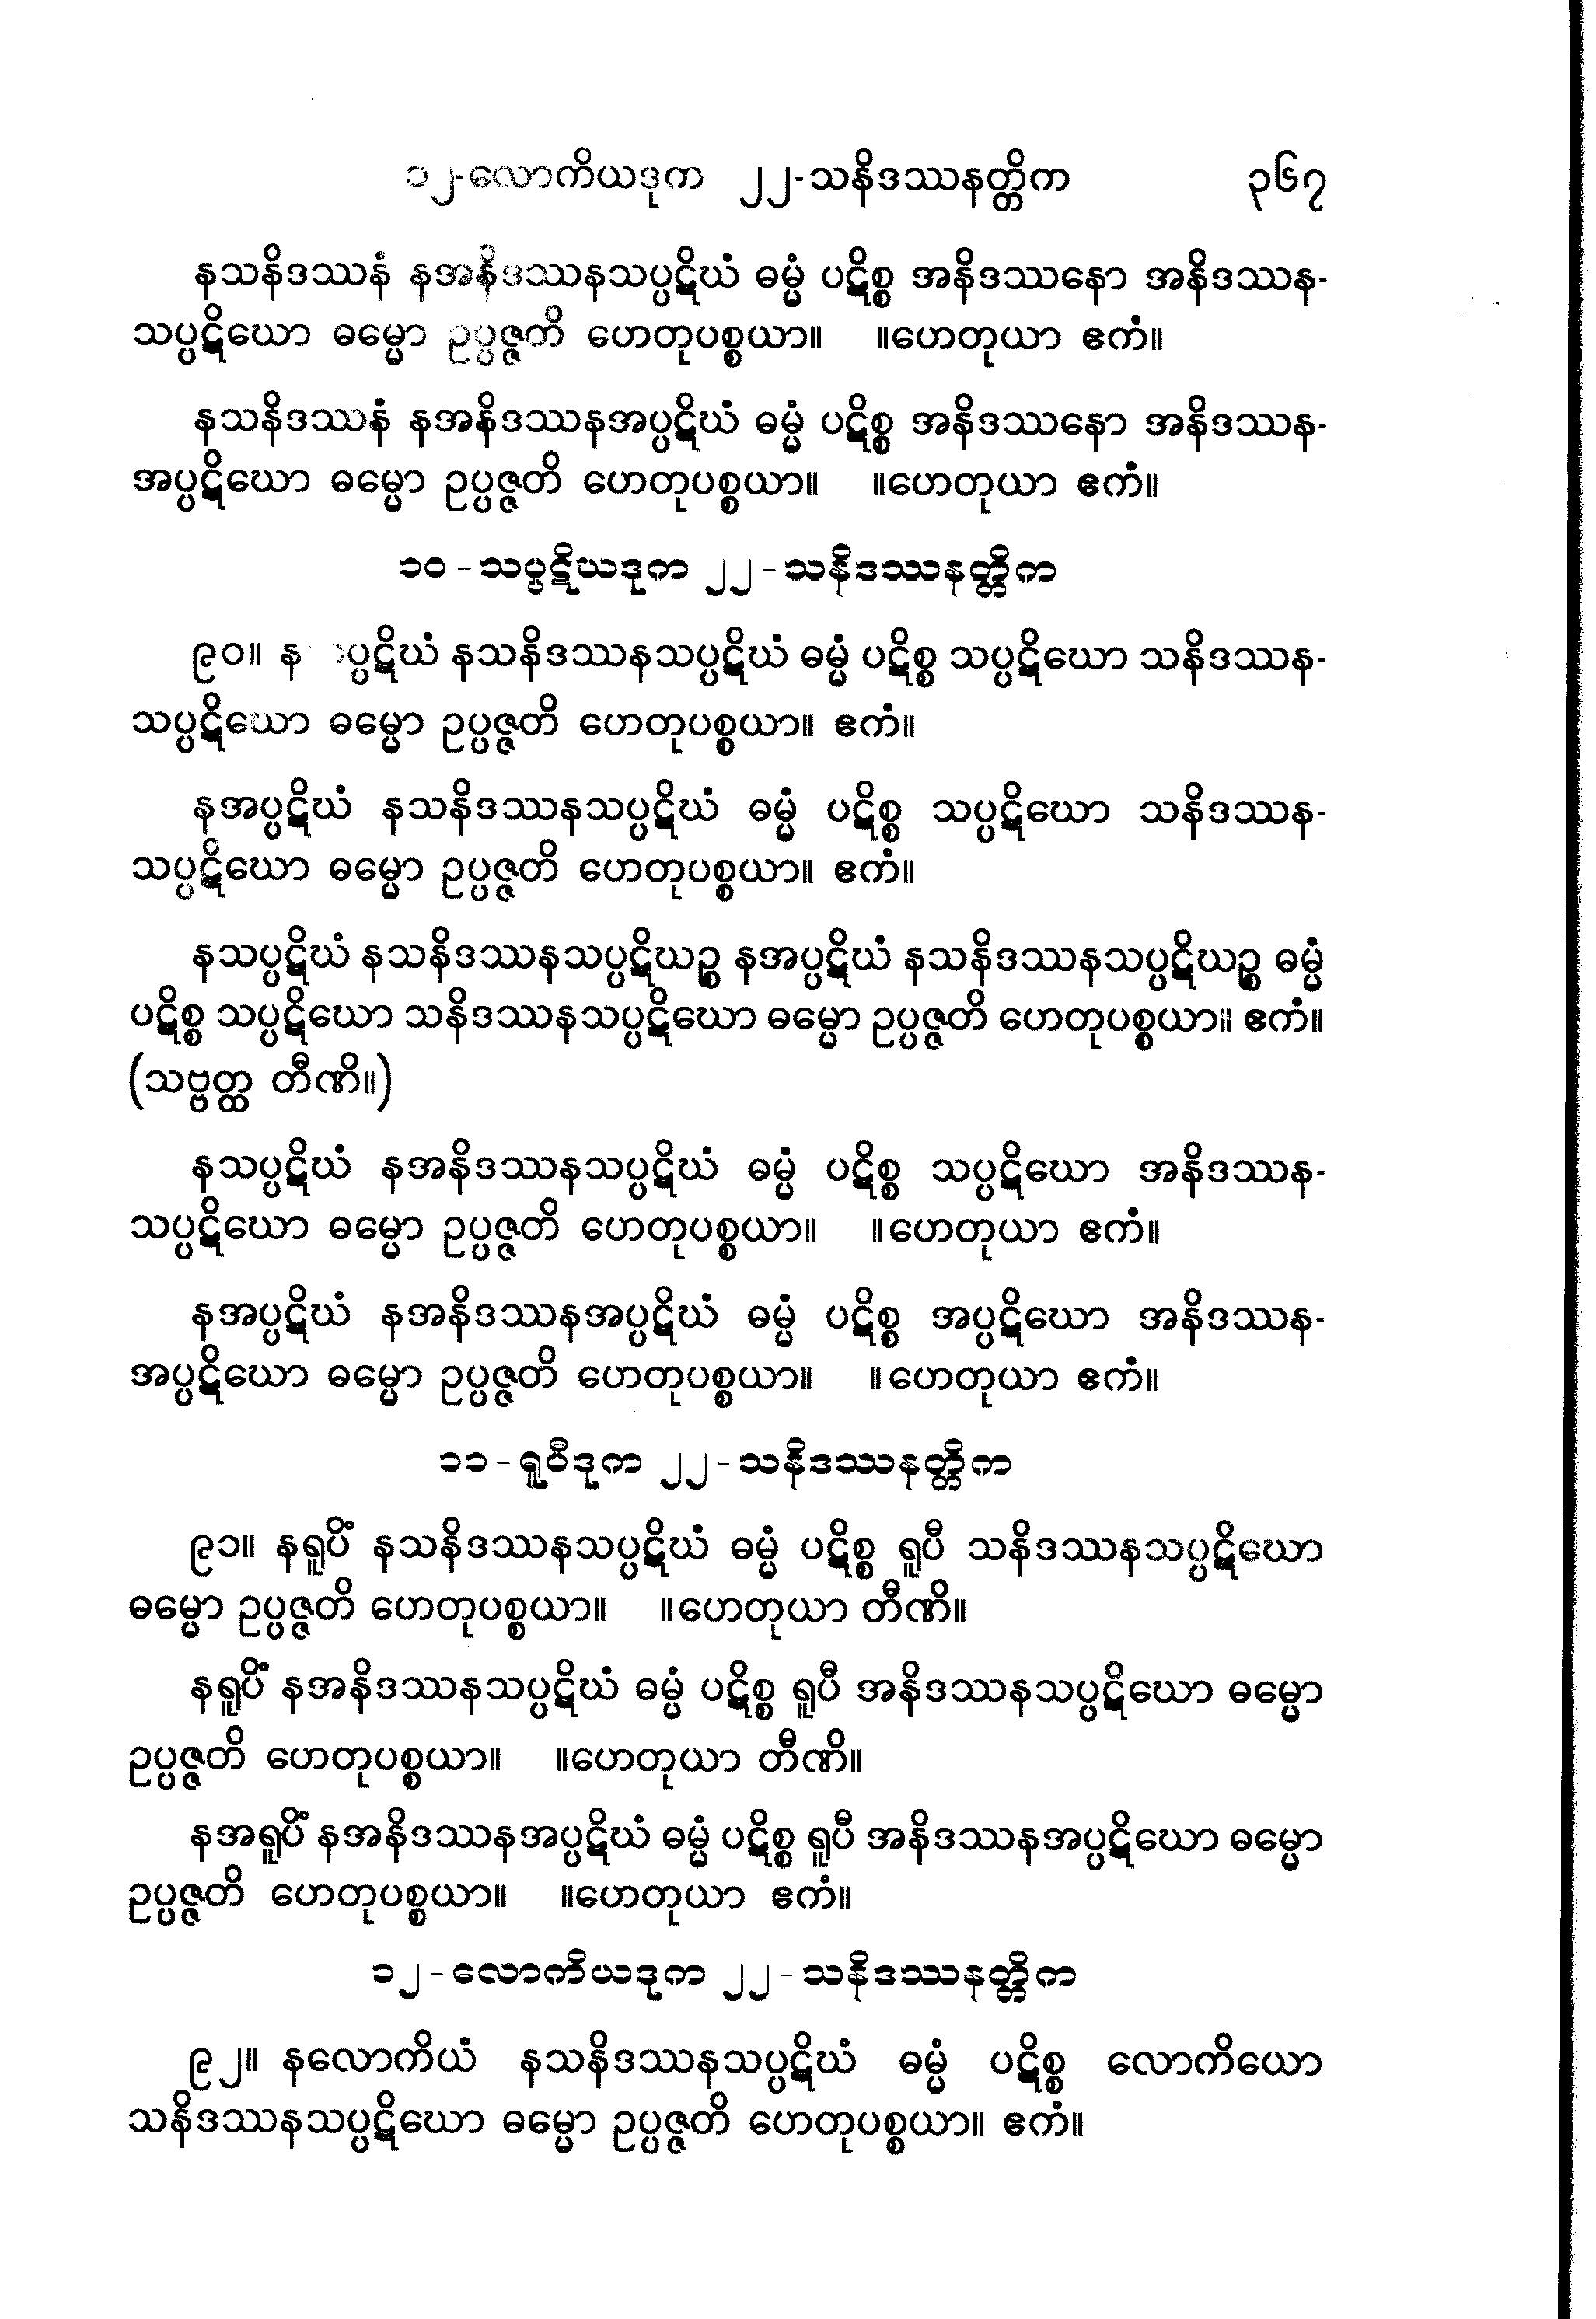 ၁၂-လောကိယဒုက ၂၂-သနိဒဿနတ္တိက ၃၆၇
နသနိဒဿနံ နအနိဒဿနသပ္ပဋိဃံ ဓမ္မံ ပဋိစ္စ အနိဒဿနော အနိဒဿန-
သပ္ပဋိဃော ဓမ္မော ဥပ္ပဇ္ဇတိ ဟေတုပစ္စယာ။ ။ဟေတုယာ ဧကံ။
နသနိဒဿနံ နအနိဒဿနအပ္ပဋိဃံ ဓမ္မံ ပဋိစ္စ အနိဒဿနော အနိဒဿန-
အပ္ပဋိဃော ဓမ္မော ဥပ္ပဇ္ဇတိ ဟေတုပစ္စယာ။ ။ဟေတုယာ ဧကံ။
၁၀-သပ္ပဋိဃဒုက ၂၂-သနိဒဿနတ္တိက
၉၀။ နသပ္ပဋိဃံ နသနိဒဿနသပ္ပဋိဃံ ဓမ္မံ ပဋိစ္စ သပ္ပဋိဃော သနိဒဿန-
သပ္ပဋိဃော ဓမ္မော ဥပ္ပဇ္ဇတိ ဟေတုပစ္စယာ။ ဧကံ။
နအပ္ပဋိဃံ နသနိဒဿနသပ္ပဋိဃံ ဓမ္မံ ပဋိစ္စ သပ္ပဋိဃော သနိဒဿန-
သပ္ပဋိဃော ဓမ္မော ဥပ္ပဇ္ဇတိ ဟေတုပစ္စယာ။ ဧကံ။
နသပ္ပဋိဃံ နသနိဒဿနသပ္ပဋိဃဉ္စ နအပ္ပဋိဃံ နသနိဒဿနသပ္ပဋိဃဉ္စ ဓမ္မံ
ပဋိစ္စ သပ္ပဋိဃော သနိဒဿနသပ္ပဋိဃော ဓမ္မော ဥပ္ပဇ္ဇတိ ဟေတုပစ္စယာ။ ဧကံ။
(သဗ္ဗတ္ထ တီဏိ။)
နသပ္ပဋိဃံ နအနိဒဿနသပ္ပဋိဃံ ဓမ္မံ ပဋိစ္စ သပ္ပဋိဃော အနိဒဿန-
သပ္ပဋိဃော ဓမ္မော ဥပ္ပဇ္ဇတိ ဟေတုပစ္စယာ။ ။ဟေတုယာ ဧကံ။
နအပ္ပဋိဃံ နအနိဒဿနအပ္ပဋိဃံ ဓမ္မံ ပဋိစ္စ အပ္ပဋိဃော အနိဒဿန-
အပ္ပဋိဃော ဓမ္မော ဥပ္ပဇ္ဇတိ ဟေတုပစ္စယာ။ ။ဟေတုယာ ဧကံ။
၁၁-ရူပီဒုက ၂၂-သနိဒဿနတ္တိက
၉၁။ နရူပိံ နသနိဒဿနသပ္ပဋိဃံ ဓမ္မံ ပဋိစ္စ ရူပီ သနိဒဿနသပ္ပဋိဃော
ဓမ္မော ဥပ္ပဇ္ဇတိ ဟေတုပစ္စယာ။ ။ဟေတုယာ တီဏိ။
နရူပိံ နအနိဒဿနသပ္ပဋိဃံ ဓမ္မံ ပဋိစ္စ ရူပီ အနိဒဿနသပ္ပဋိဃော ဓမ္မော
ဥပ္ပဇ္ဇတိ ဟေတုပစ္စယာ။ ။ဟေတုယာ တီဏိ။
နအရူပိံ နအနိဒဿနအပ္ပဋိဃံ ဓမ္မံ ပဋိစ္စ ရူပီ အနိဒဿနအပ္ပဋိဃော ဓမ္မော
ဥပ္ပဇ္ဇတိ ဟေတုပစ္စယာ။ ။ဟေတုယာ ဧကံ။
၁၂-လောကိယဒုက ၂၂-သနိဒဿနတ္တိက
၉၂။ နလောကိယံ နသနိဒဿနသပ္ပဋိဃံ ဓမ္မံ ပဋိစ္စ လောကိယော
သနိဒဿနသပ္ပဋိဃော ဓမ္မော ဥပ္ပဇ္ဇတိ ဟေတုပစ္စယာ။ ဧကံ။